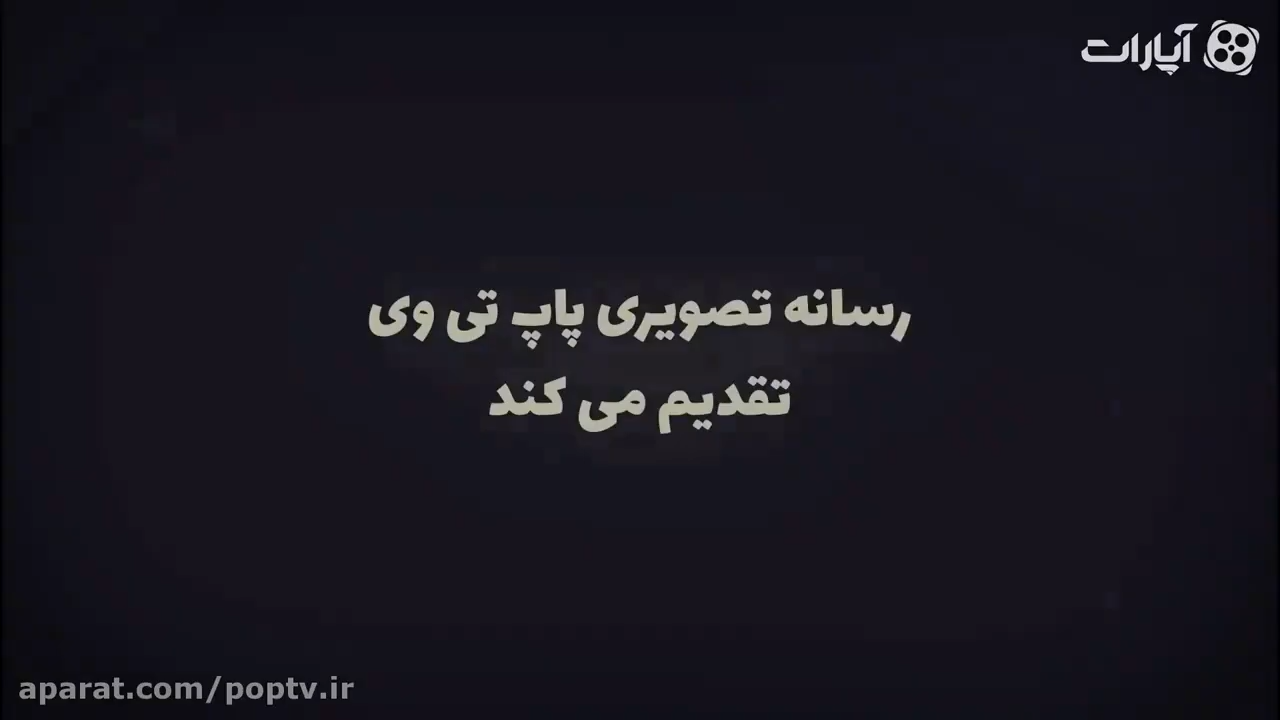 آپارات
رسانه تصویری پاپ تی وی
تقدیم می کند
aparat.com/poptv.ir